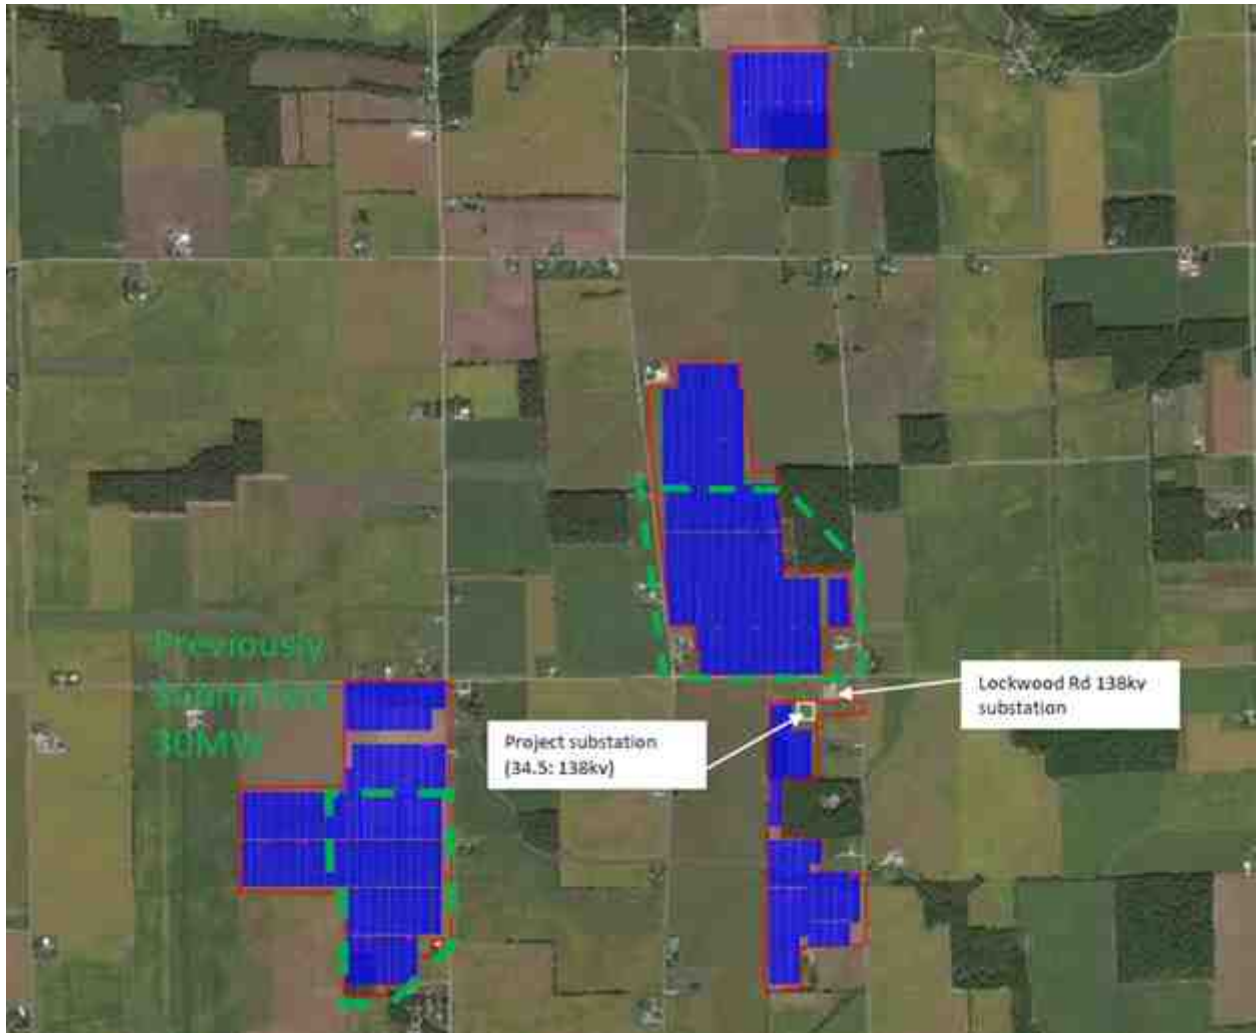 Previously
Submitted
30MW
Lockwood Rd 138kv
substation
Project substation
(34.5: 138kv)